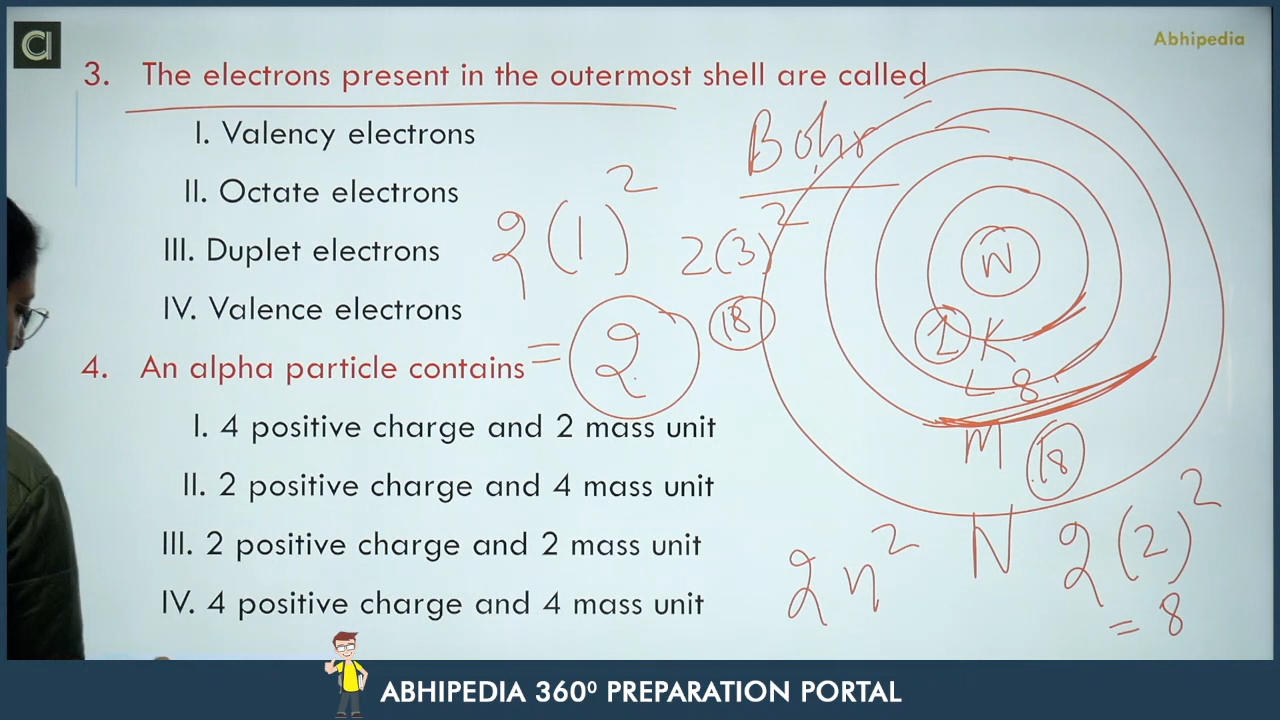 Abhipedia
3. The electrons present in the outermost shell are called
I. Valency electrons
II. Octate electrons
III. Duplet electrons
IV. Valence electrons
4. An alpha particle contains
I. 4 positive charge and 2 mass unit
II. 2 positive charge and 4 mass unit
III. 2 positive charge and 2 mass unit
IV. 4 positive charge and 4 mass unit
Bohr
2(1)²
= 2
2(3)²
18
N
K
L 8
M 18
N
2n²
2(2)²
= 8
ABHIPEDIA 360⁰ PREPARATION PORTAL